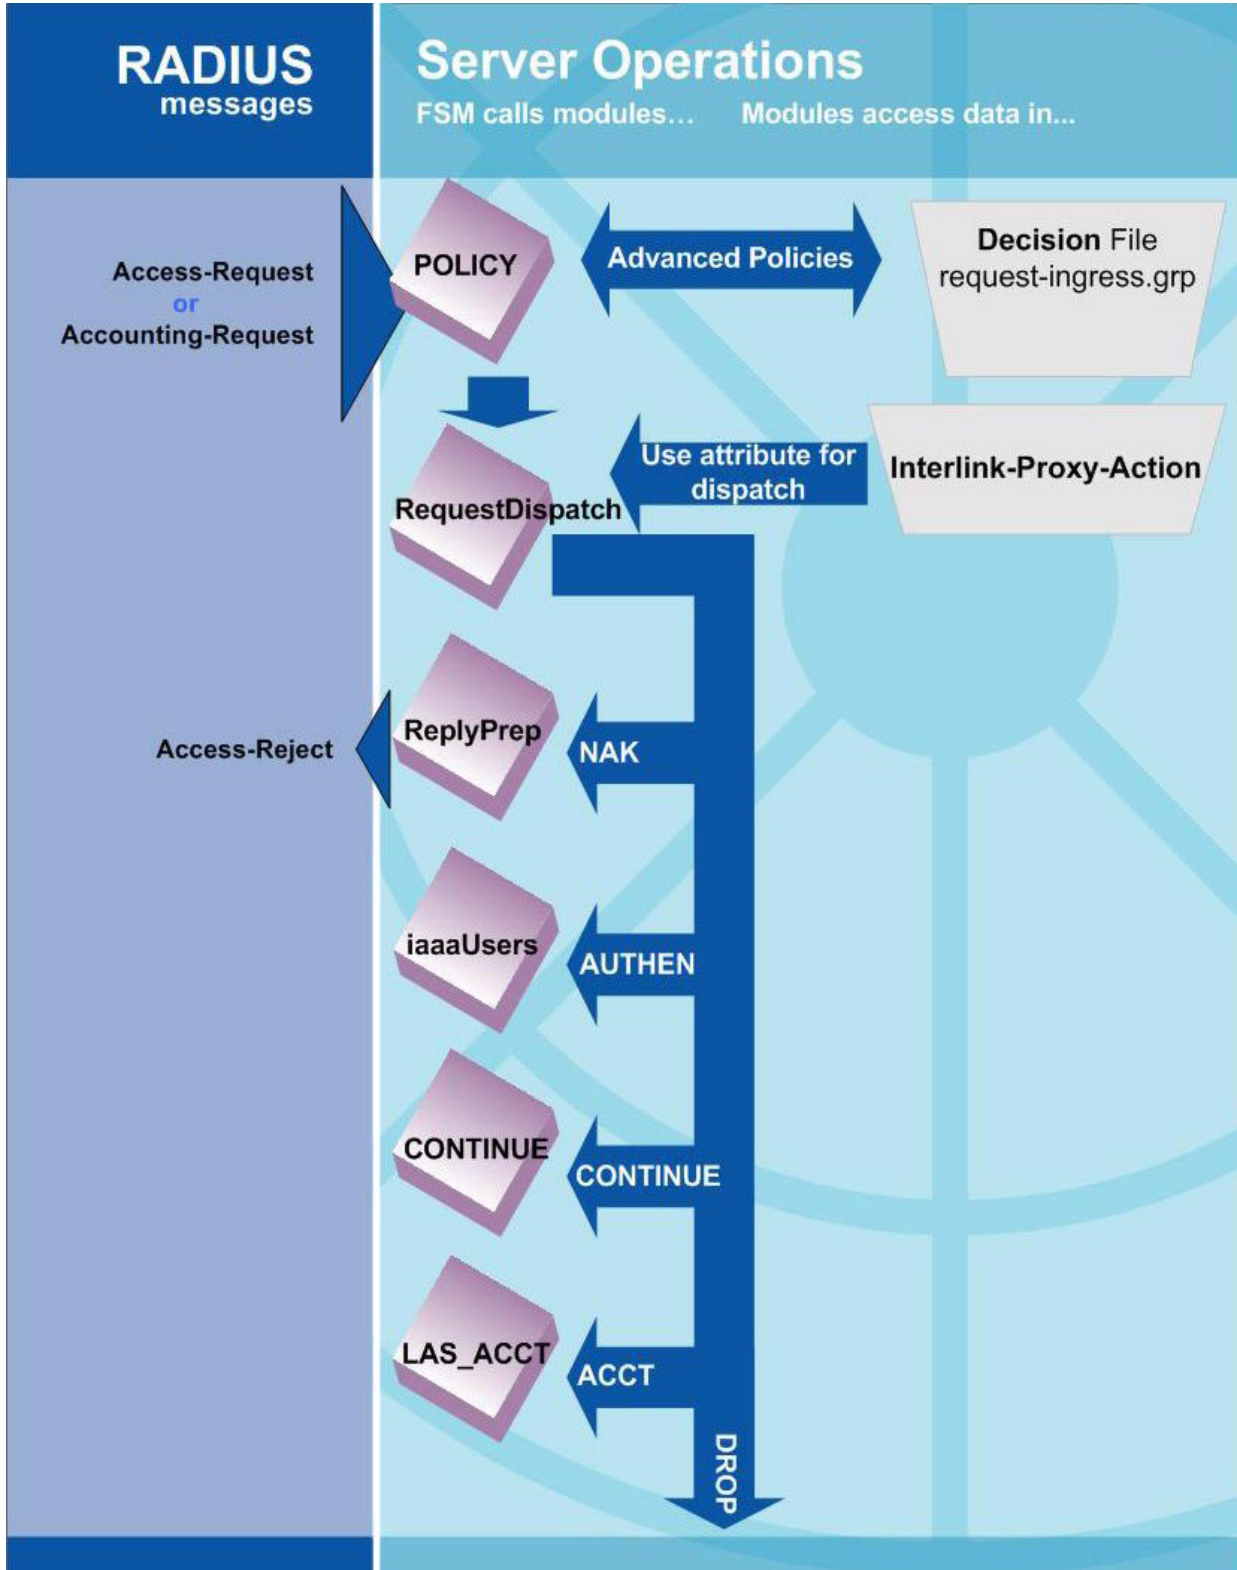 RADIUS
messages
Server Operations
FSM calls modules…
Modules access data in...
Access-Request
or
Accounting-Request
POLICY
Advanced Policies
Decision File
request-ingress.grp
RequestDispatch
Use attribute for
dispatch
Interlink-Proxy-Action
Access-Reject
ReplyPrep
NAK
iaaaUsers
AUTHEN
CONTINUE
CONTINUE
LAS_ACCT
ACCT
DROP